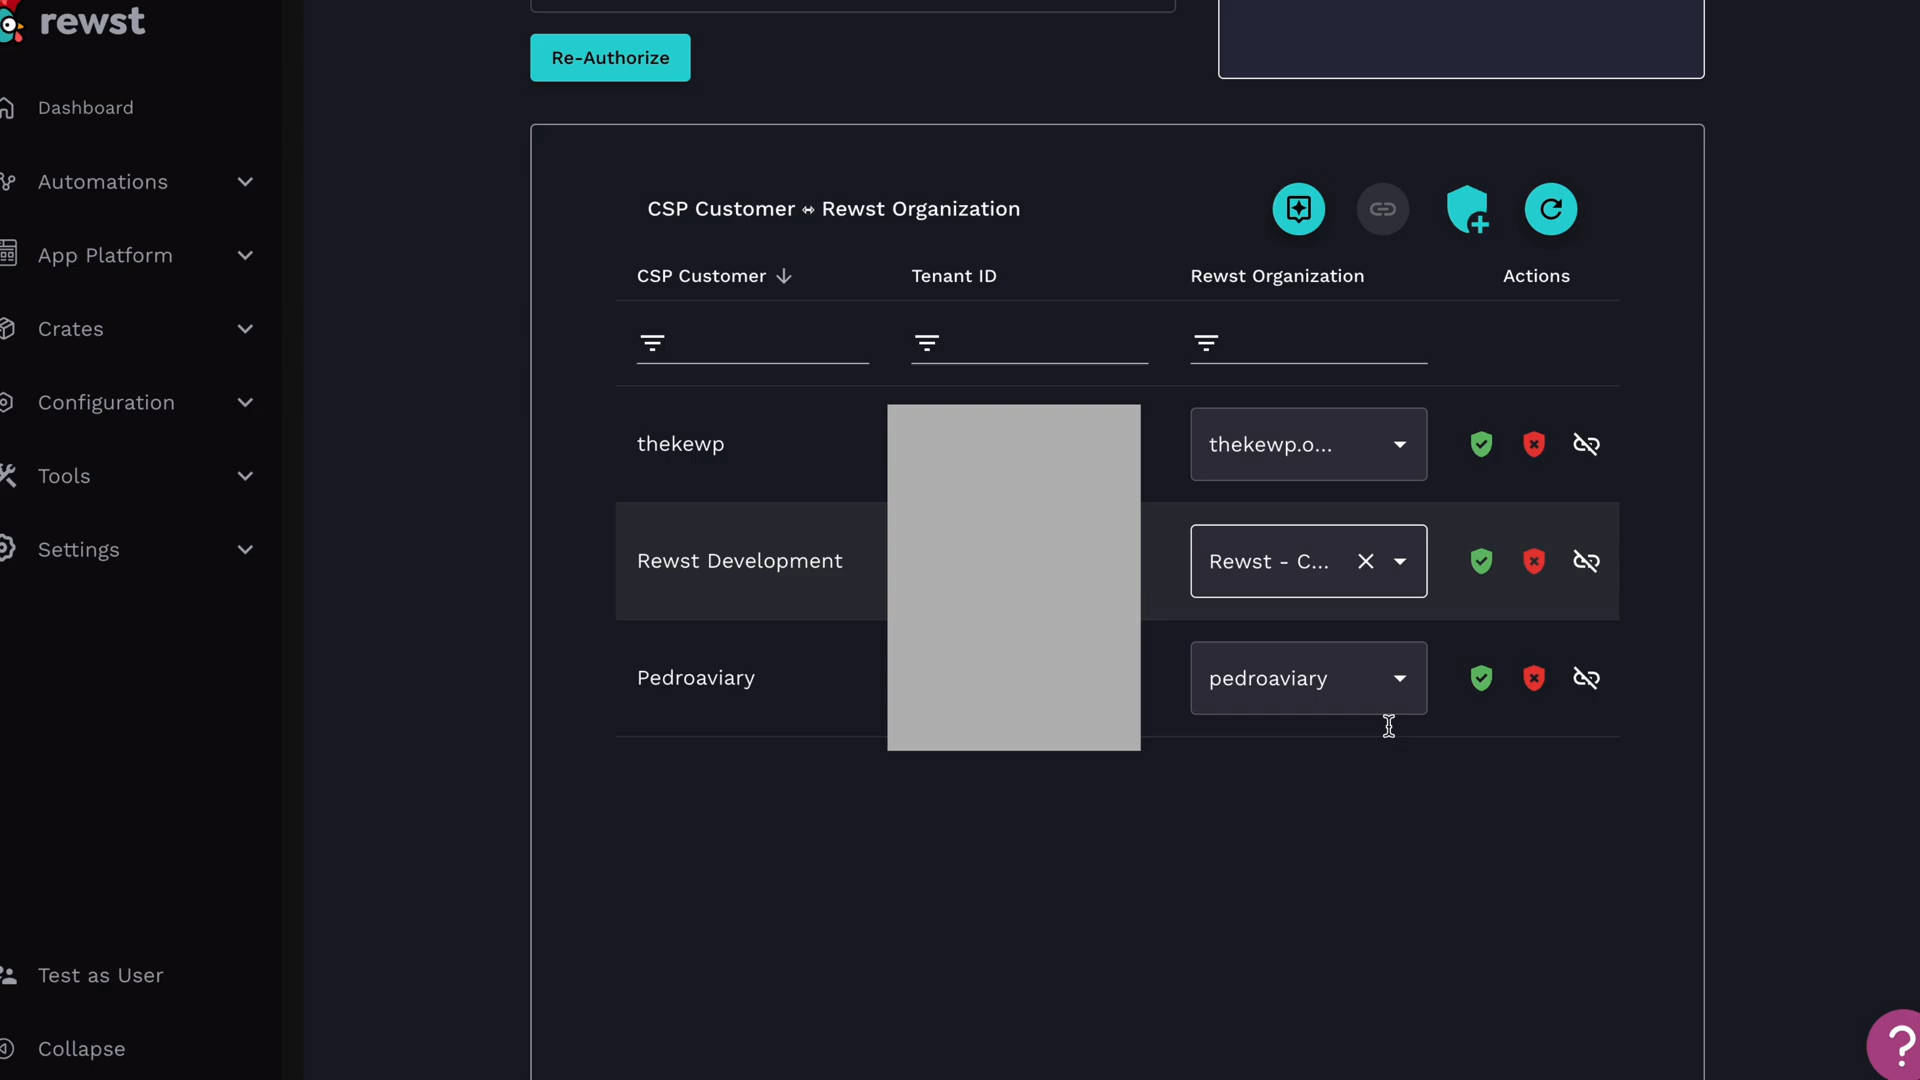 rewst
Re-Authorize
Dashboard
Automations
App Platform
Crates
Configuration
Tools
Settings
Test as User
Collapse
CSP Customer ⇔ Rewst Organization
CSP Customer Tenant ID Rewst Organization Actions
thekewp thekewp.o...
Rewst Development Rewst - C...
Pedroaviary pedroaviary
?